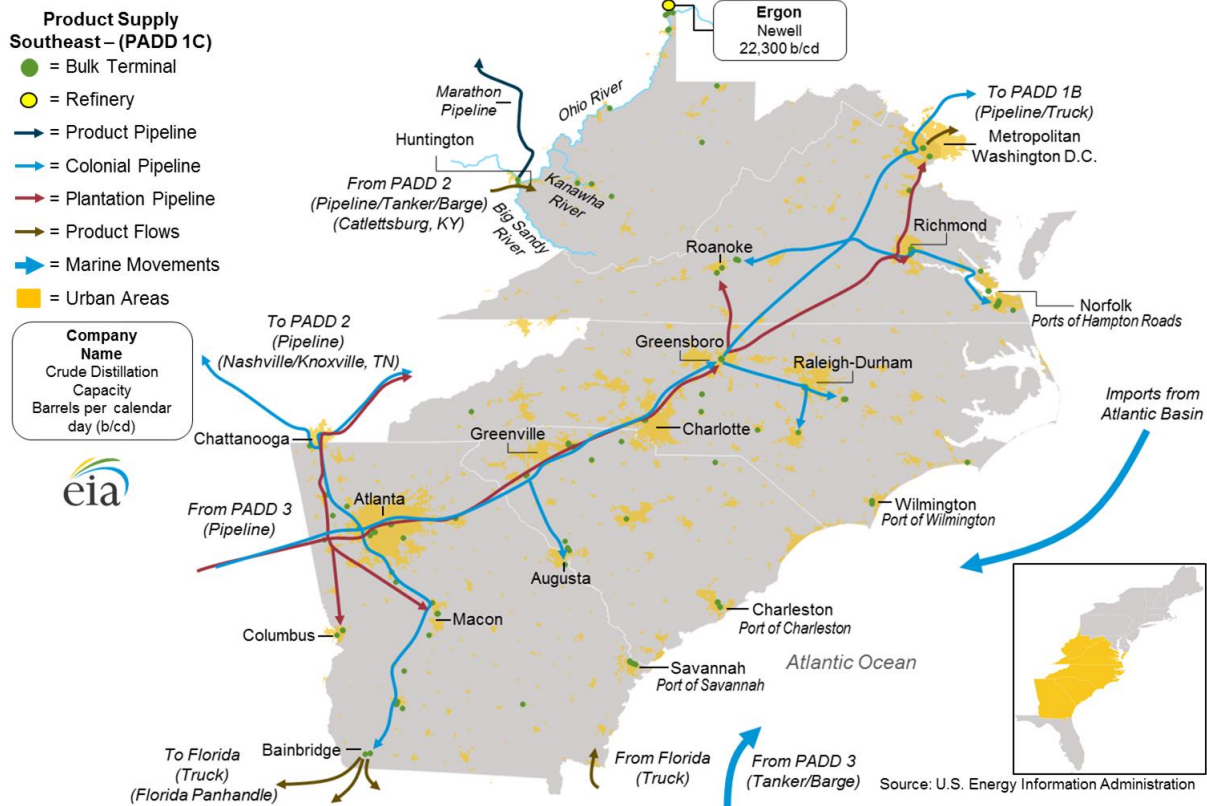 Product Supply
Southeast – (PADD 1C)
= Bulk Terminal
= Refinery
= Product Pipeline
= Colonial Pipeline
= Plantation Pipeline
= Product Flows
= Marine Movements
= Urban Areas
Company
Name
Crude Distillation
Capacity
Barrels per calendar
day (b/cd)
eia
Ergon
Newell
22,300 b/cd
Marathon
Pipeline
Ohio River
Huntington
From PADD 2
(Pipeline/Tanker/Barge)
(Catlettsburg, KY)
Kanawha
River
Big Sandy
River
To PADD 1B
(Pipeline/Truck)
Metropolitan
Washington D.C.
Richmond
Roanoke
Norfolk
Ports of Hampton Roads
To PADD 2
(Pipeline)
(Nashville/Knoxville, TN)
Greensboro
Raleigh-Durham
Imports from
Atlantic Basin
Chattanooga
Greenville
Charlotte
From PADD 3
(Pipeline)
Atlanta
Wilmington
Port of Wilmington
Augusta
Columbus
Macon
Charleston
Port of Charleston
Savannah
Port of Savannah
Atlantic Ocean
Bainbridge
To Florida
(Truck)
(Florida Panhandle)
From Florida
(Truck)
From PADD 3
(Tanker/Barge)
Source: U.S. Energy Information Administration